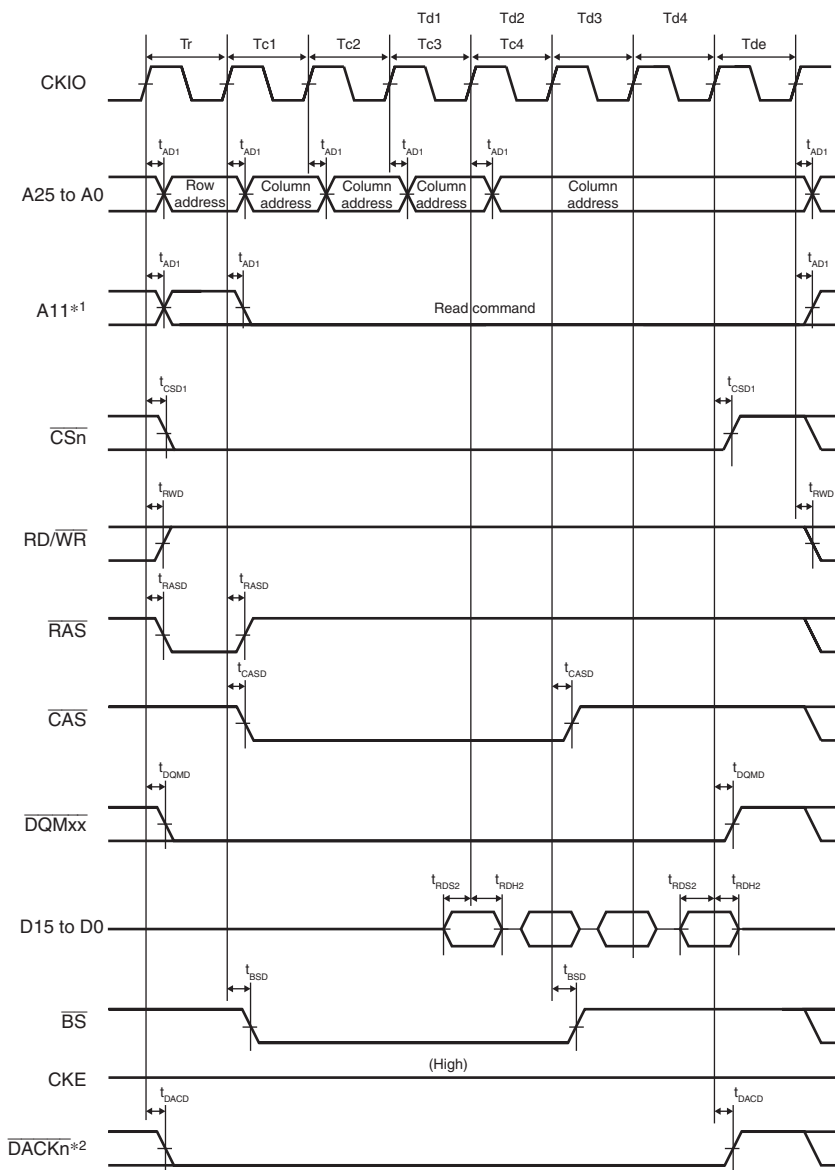 Td1 Td2 Td3 Td4
Tr Tc1 Tc2 Tc3 Tc4 Tde
CKIO
tAD1 tAD1 tAD1 tAD1 tAD1 tAD1
A25 to A0
Row address
Column address
Column address
Column address
Column address
tAD1 tAD1 tAD1
A11*1
Read command
tCSD1 tCSD1
CSn
tRWD tRWD
RD/WR
tRASD tRASD
RAS
tCASD tCASD
CAS
tDQMD tDQMD
DQMxx
tRDS2 tRDH2 tRDS2 tRDH2
D15 to D0
tBSD tBSD
BS
(High)
CKE
tDACD tDACD
DACKn*2